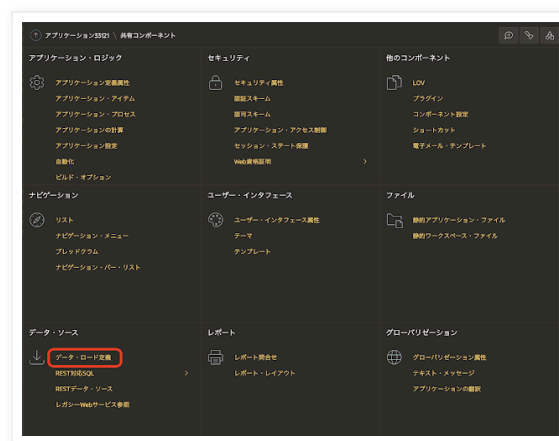 アプリケーション33121 \ 共有コンポーネント
アプリケーション・ロジック
アプリケーション定義属性
アプリケーション・アイテム
アプリケーション・プロセス
アプリケーションの計算
アプリケーション設定
自動化
ビルド・オプション
セキュリティ
セキュリティ属性
認証スキーム
認可スキーム
アプリケーション・アクセス制御
セッション・ステート保護
Web資格証明
他のコンポーネント
LOV
プラグイン
コンポーネント設定
ショートカット
電子メール・テンプレート
ナビゲーション
リスト
ナビゲーション・メニュー
ブレッドクラム
ナビゲーション・バー・リスト
ユーザー・インタフェース
ユーザー・インタフェース属性
テーマ
テンプレート
ファイル
静的アプリケーション・ファイル
静的ワークスペース・ファイル
データ・ソース
データ・ロード定義
REST対応SQL
RESTデータ・ソース
レガシーWebサービス参照
レポート
レポート問合せ
レポート・レイアウト
グローバリゼーション
グローバリゼーション属性
テキスト・メッセージ
アプリケーションの翻訳